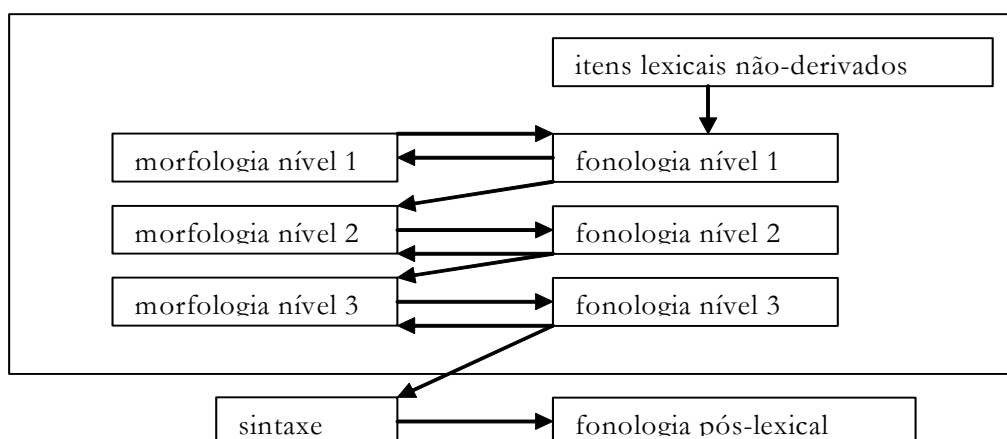 itens lexicais não-derivados
morfologia nível 1 fonologia nível 1
morfologia nível 2 fonologia nível 2
morfologia nível 3 fonologia nível 3
sintaxe fonologia pós-lexical